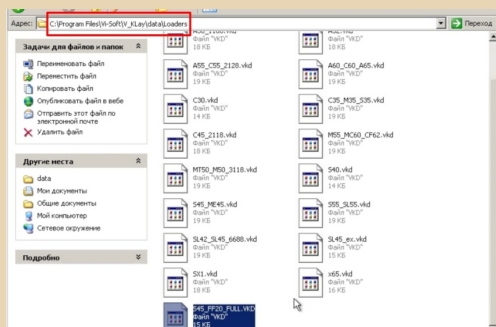 Адрес: C:\Program Files\Vi-Soft\V_KLay\data\Loaders
Переход
Задачи для файлов и папок
Переименовать файл
Переместить файл
Копировать файл
Опубликовать файл в вебе
Отправить этот файл по
электронной почте
Удалить файл
Другие места
data
Мои документы
Общие документы
Мой компьютер
Сетевое окружение
Подробно
Файл "VKD"
18 КБ
Файл "VKD"
18 КБ
A55_C55_2128.vkd
Файл "VKD"
19 КБ
A60_C60_A65.vkd
Файл "VKD"
19 КБ
C30.vkd
Файл "VKD"
14 КБ
C35_M35_S35.vkd
Файл "VKD"
19 КБ
C45_2118.vkd
Файл "VKD"
18 КБ
M55_MC60_CF62.vkd
Файл "VKD"
19 КБ
MT50_M50_3118.vkd
Файл "VKD"
19 КБ
S40.vkd
Файл "VKD"
14 КБ
S45_ME45.vkd
Файл "VKD"
19 КБ
S55_SL55.vkd
Файл "VKD"
19 КБ
SL42_SL45_6688.vkd
Файл "VKD"
19 КБ
SL45_ex.vkd
Файл "VKD"
15 КБ
SX1.vkd
Файл "VKD"
18 КБ
x65.vkd
Файл "VKD"
16 КБ
S45_FF20_FULL.VKD
Файл "VKD"
15 КБ